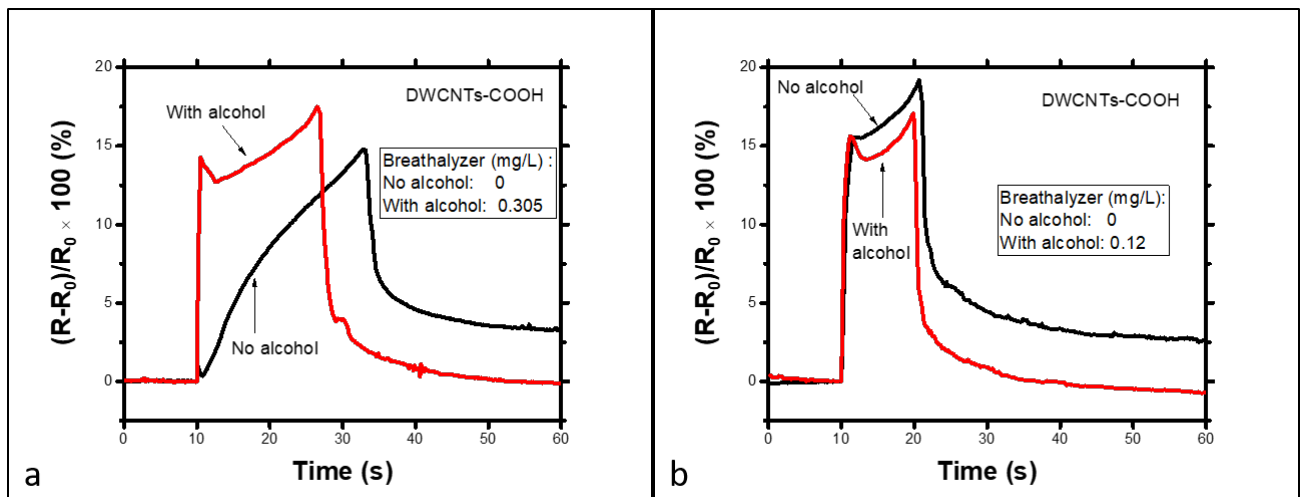 20
15
10
5
0
0 10 20 30 40 50 60
(R-R0)/R0 × 100 (%)
Time (s)
With alcohol
No alcohol
DWCNTs-COOH
Breathalyzer (mg/L) :
No alcohol: 0
With alcohol: 0.305
a
20
15
10
5
0
0 10 20 30 40 50 60
(R-R0)/R0 × 100 (%)
Time (s)
No alcohol
With
alcohol
DWCNTs-COOH
Breathalyzer (mg/L):
No alcohol: 0
With alcohol: 0.12
b